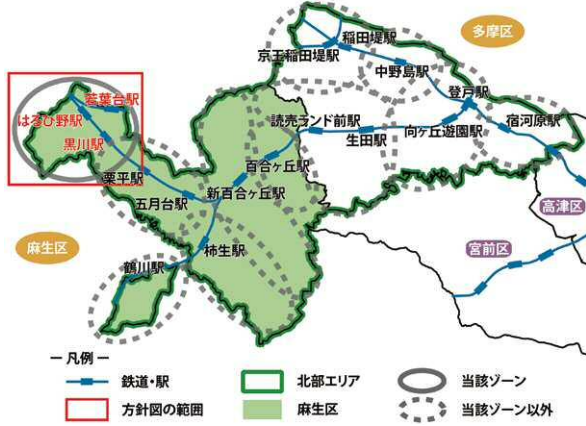 多摩区
稲田堤駅
京王稲田堤駅
中野島駅
登戸駅
若葉台駅
はるひ野駅
黒川駅
読売ランド前駅
生田駅
向ヶ丘遊園駅
宿河原駅
栗平駅
百合ヶ丘駅
五月台駅
新百合ヶ丘駅
高津区
麻生区
柿生駅
宮前区
鶴川駅
― 凡例 ―
鉄道・駅
北部エリア
当該ゾーン
方針図の範囲
麻生区
当該ゾーン以外